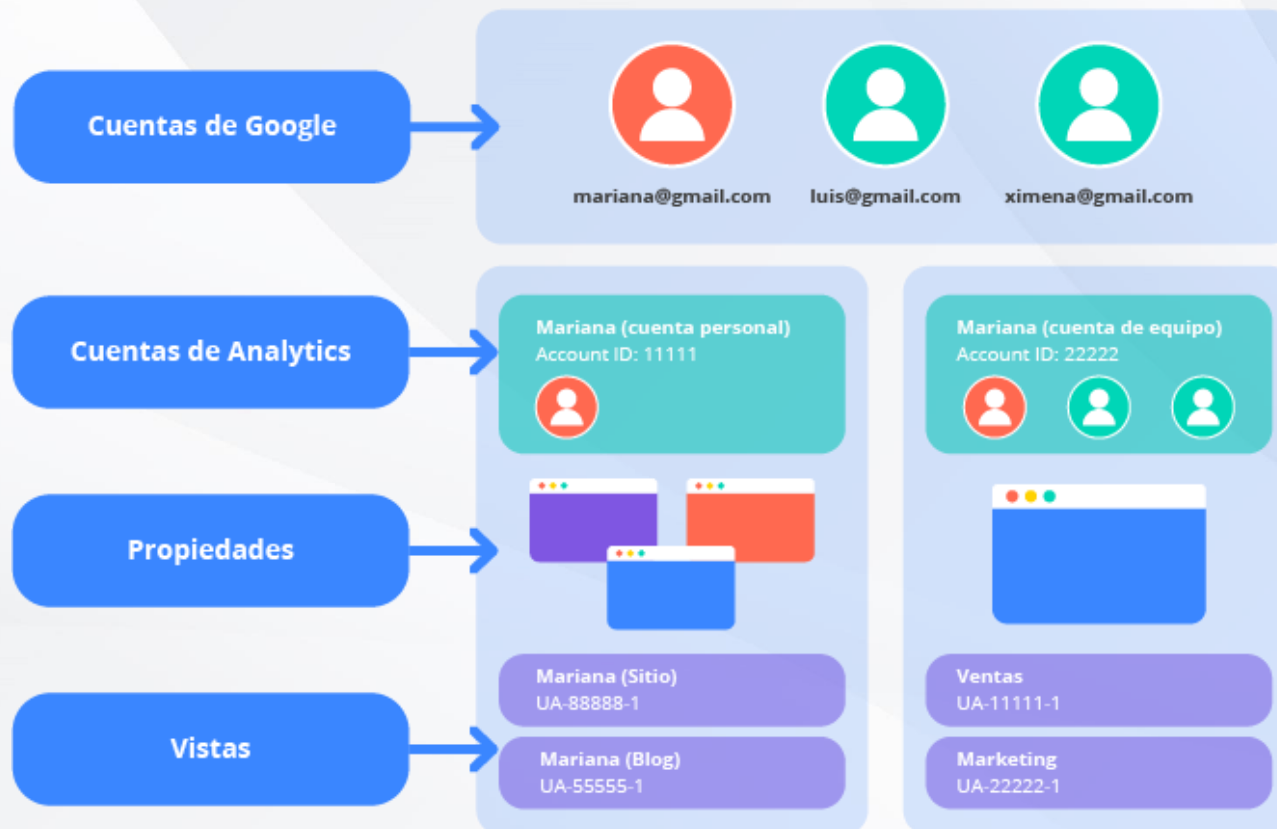 Cuentas de Google
mariana@gmail.com
luis@gmail.com
ximena@gmail.com
Cuentas de Analytics
Mariana (cuenta personal)
Account ID: 11111
Mariana (cuenta de equipo)
Account ID: 22222
Propiedades
Vistas
Mariana (Sitio)
UA-88888-1
Mariana (Blog)
UA-55555-1
Ventas
UA-11111-1
Marketing
UA-22222-1